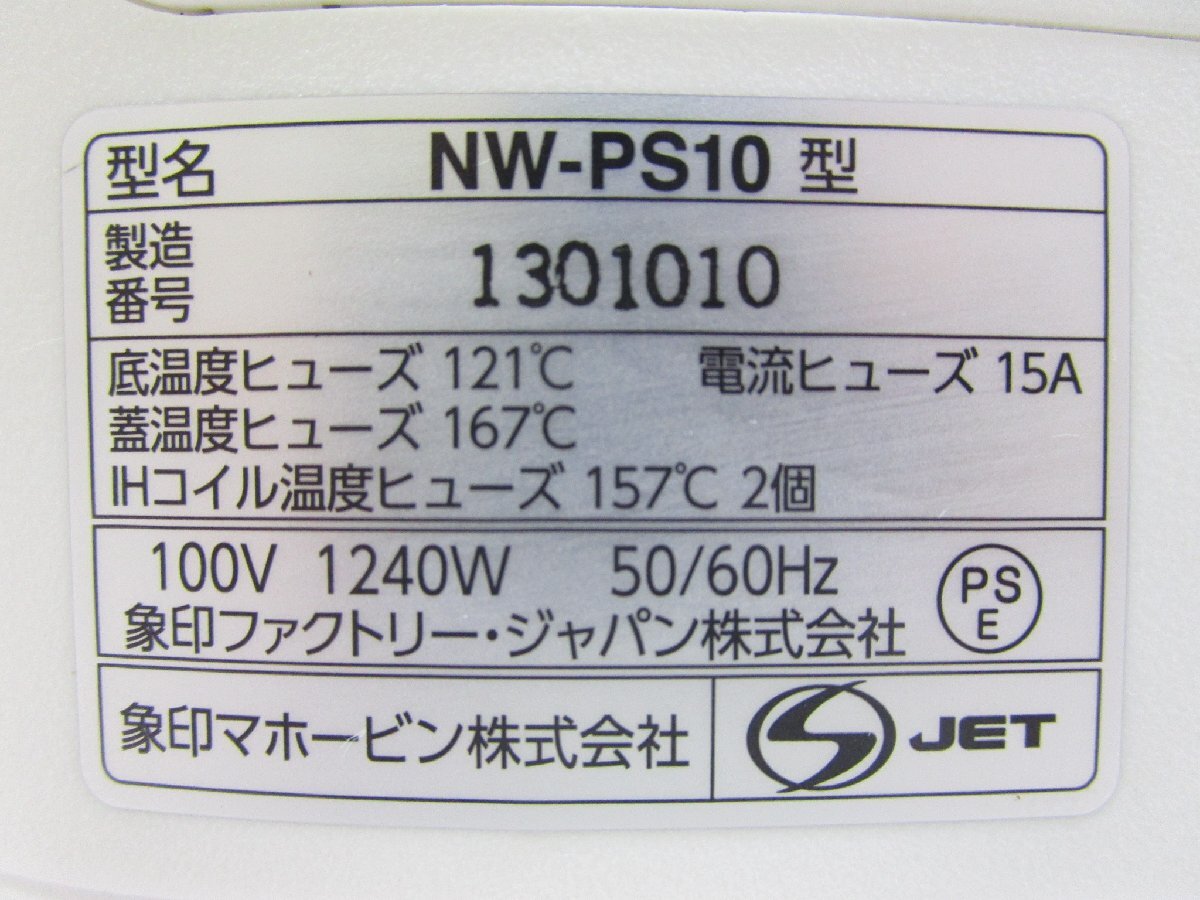 型名 NW-PS10 型
製造番号 1301010
底温度ヒューズ 121℃ 電流ヒューズ 15A
蓋温度ヒューズ 167℃
IHコイル温度ヒューズ 157℃ 2個
100V 1240W 50/60Hz
象印ファクトリー・ジャパン株式会社
PS
E
象印マホービン株式会社
JET